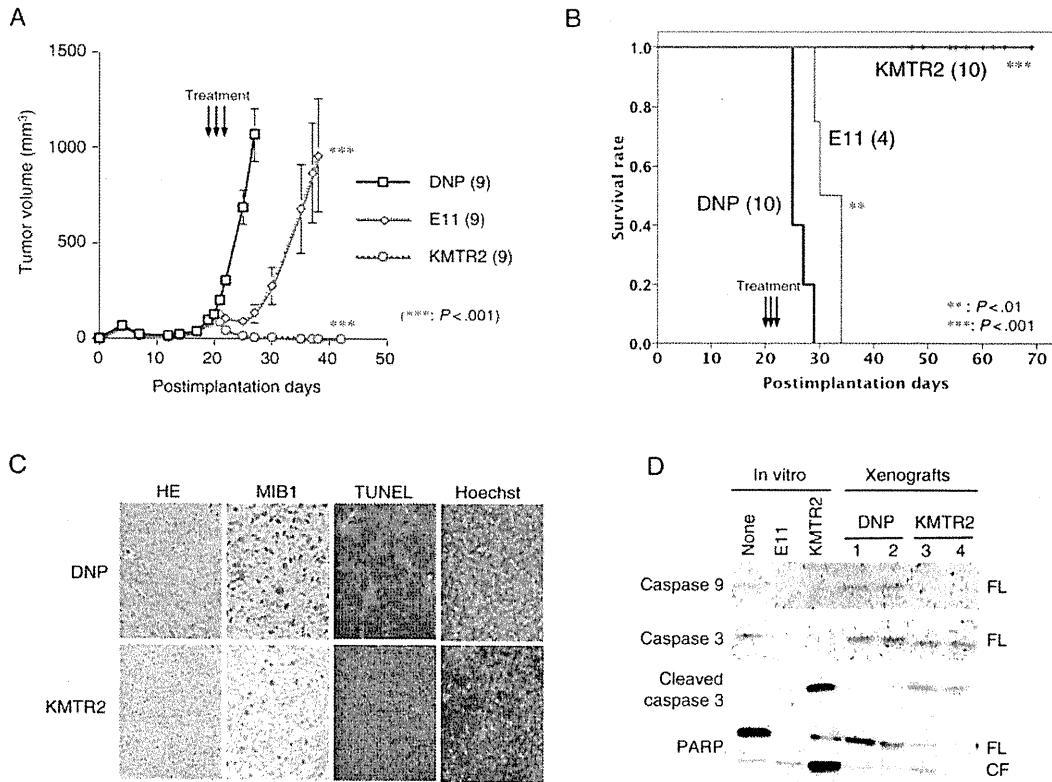 A
1500
1000
500
0
Tumor volume (mm³)
Treatment
DNP (9)
E11 (9)
KMTR2 (9)
***
***
(***: P<.001)
0 10 20 30 40 50
Postimplantation days
B
1.0
0.8
0.6
0.4
0.2
0.0
Survival rate
KMTR2 (10)
***
E11 (4)
DNP (10)
**
Treatment
**: P<.01
***: P<.001
0 10 20 30 40 50 60 70
Postimplantation days
C
HE MIB1 TUNEL Hoechst
DNP
KMTR2
D
In vitro Xenografts
None E11 KMTR2 DNP KMTR2
1 2 3 4
Caspase 9 FL
Caspase 3 FL
Cleaved
caspase 3
PARP FL
CF